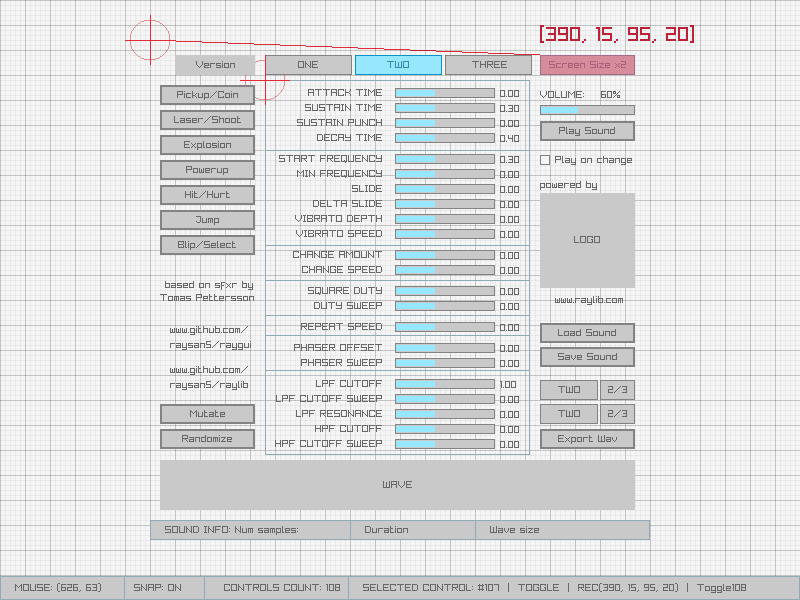 [390, 15, 95, 20]
Version
ONE
TWO
THREE
Screen Size x2
Pickup/Coin
Laser/Shoot
Explosion
Powerup
Hit/Hurt
Jump
Blip/Select
based on sfxr by
Tomas Pettersson
www.github.com/
raysan5/raygui
www.github.com/
raysan5/raylib
Mutate
Randomize
ATTACK TIME 0.00
SUSTAIN TIME 0.30
SUSTAIN PUNCH 0.00
DECAY TIME 0.40
START FREQUENCY 0.30
MIN FREQUENCY 0.00
SLIDE 0.00
DELTA SLIDE 0.00
VIBRATO DEPTH 0.00
VIBRATO SPEED 0.00
CHANGE AMOUNT 0.00
CHANGE SPEED 0.00
SQUARE DUTY 0.00
DUTY SWEEP 0.00
REPEAT SPEED 0.00
PHASER OFFSET 0.00
PHASER SWEEP 0.00
LPF CUTOFF 1.00
LPF CUTOFF SWEEP 0.00
LPF RESONANCE 0.00
HPF CUTOFF 0.00
HPF CUTOFF SWEEP 0.00
VOLUME: 60%
Play Sound
Play on change
powered by
LOGO
www.raylib.com
Load Sound
Save Sound
TWO 2/3
TWO 2/3
Export Wav
WAVE
SOUND INFO: Num samples: Duration Wave size
MOUSE: (626, 63) SNAP: ON CONTROLS COUNT: 108 SELECTED CONTROL: #107 | TOGGLE | REC(390, 15, 95, 20) | Toggle108